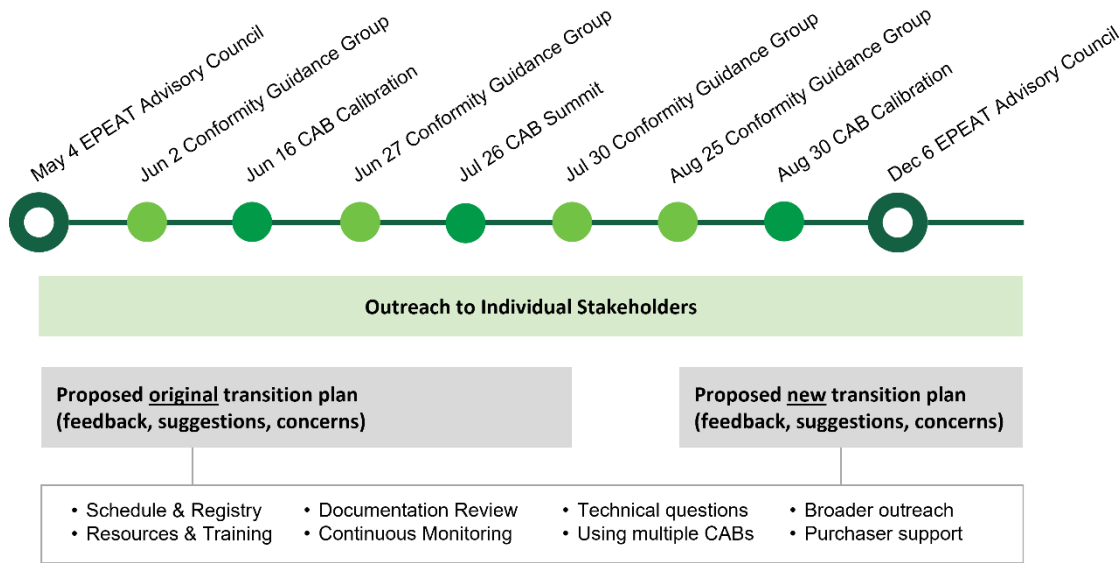 May 4 EPEAT Advisory Council
Jun 2 Conformity Guidance Group
Jun 16 CAB Calibration
Jun 27 Conformity Guidance Group
Jul 26 CAB Summit
Jul 30 Conformity Guidance Group
Aug 25 Conformity Guidance Group
Aug 30 CAB Calibration
Dec 6 EPEAT Advisory Council
Outreach to Individual Stakeholders
Proposed original transition plan
(feedback, suggestions, concerns)
Proposed new transition plan
(feedback, suggestions, concerns)
• Schedule & Registry
• Resources & Training
• Documentation Review
• Continuous Monitoring
• Technical questions
• Using multiple CABs
• Broader outreach
• Purchaser support